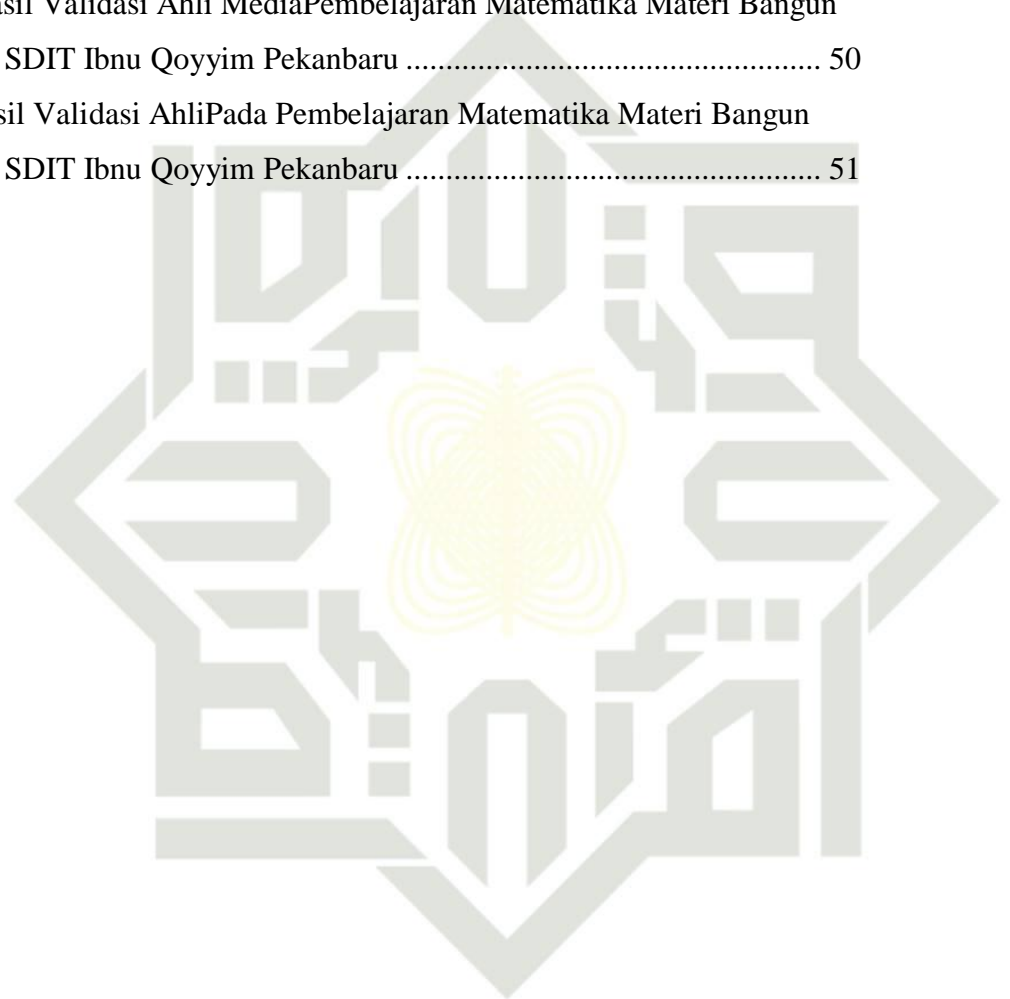 asil Validasi Ahli MediaPembelajaran Matematika Materi Bangun
SDIT Ibnu Qoyyim Pekanbaru .................................................... 50
sil Validasi AhliPada Pembelajaran Matematika Materi Bangun
SDIT Ibnu Qoyyim Pekanbaru .................................................... 51